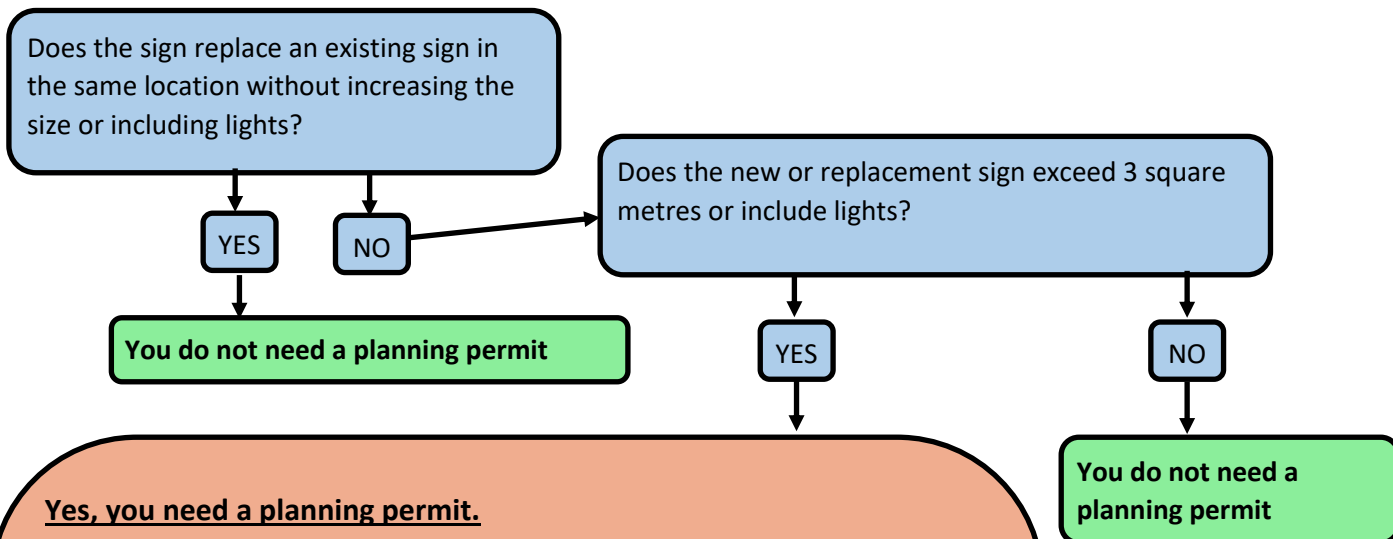 Does the sign replace an existing sign in
the same location without increasing the
size or including lights?
Does the new or replacement sign exceed 3 square
metres or include lights?
YES
NO
You do not need a planning permit
YES
NO
Yes, you need a planning permit.
You do not need a
planning permit